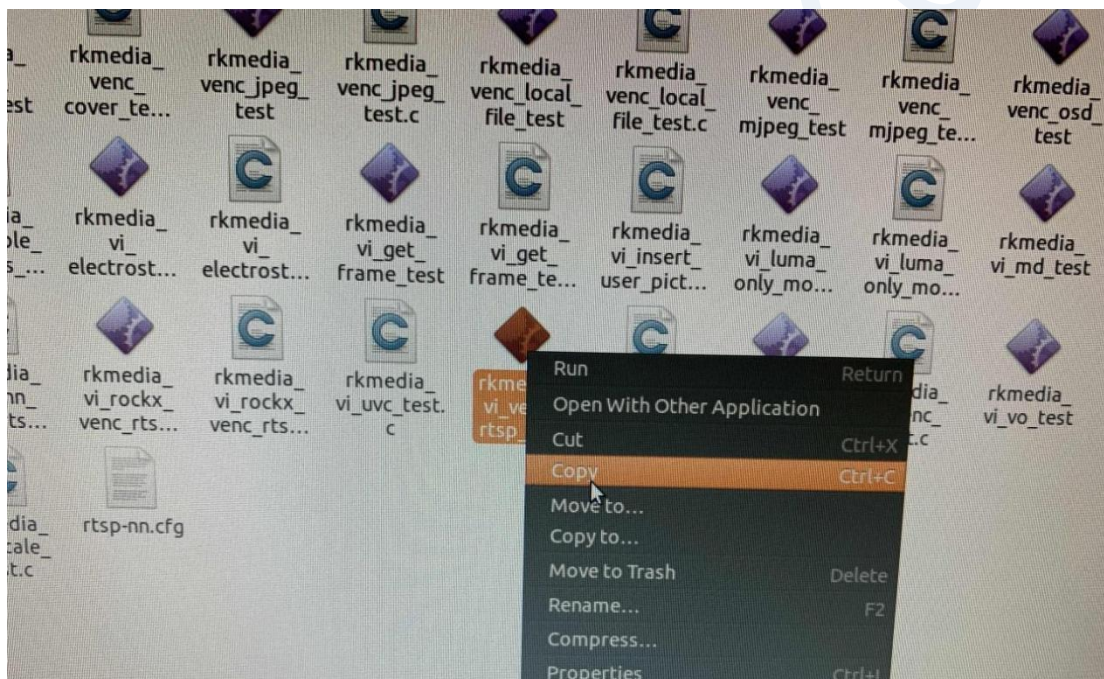 rkmedia_
venc_
cover_te...
rkmedia_
venc_jpeg_
test
rkmedia_
venc_jpeg_
test.c
rkmedia_
venc_local_
file_test
rkmedia_
venc_local_
file_test.c
rkmedia_
venc_
mjpeg_test
rkmedia_
venc_
mjpeg_te...
rkmedia_
venc_osd_
test
rkmedia_
vi_
electrost...
rkmedia_
vi_
electrost...
rkmedia_
vi_get_
frame_test
rkmedia_
vi_get_
frame_te...
rkmedia_
vi_insert_
user_pict...
rkmedia_
vi_luma_
only_mo...
rkmedia_
vi_luma_
only_mo...
rkmedia_
vi_md_test
rkmedia_
vi_rockx_
venc_rts...
rkmedia_
vi_rockx_
venc_rts...
rkmedia_
vi_uvc_test.
c
rkmedia_
vi_vo_test
rtsp-nn.cfg
Run Return
Open With Other Application
Cut Ctrl+X
Copy Ctrl+C
Move to...
Copy to...
Move to Trash Delete
Rename... F2
Compress...
Properties Ctrl+I